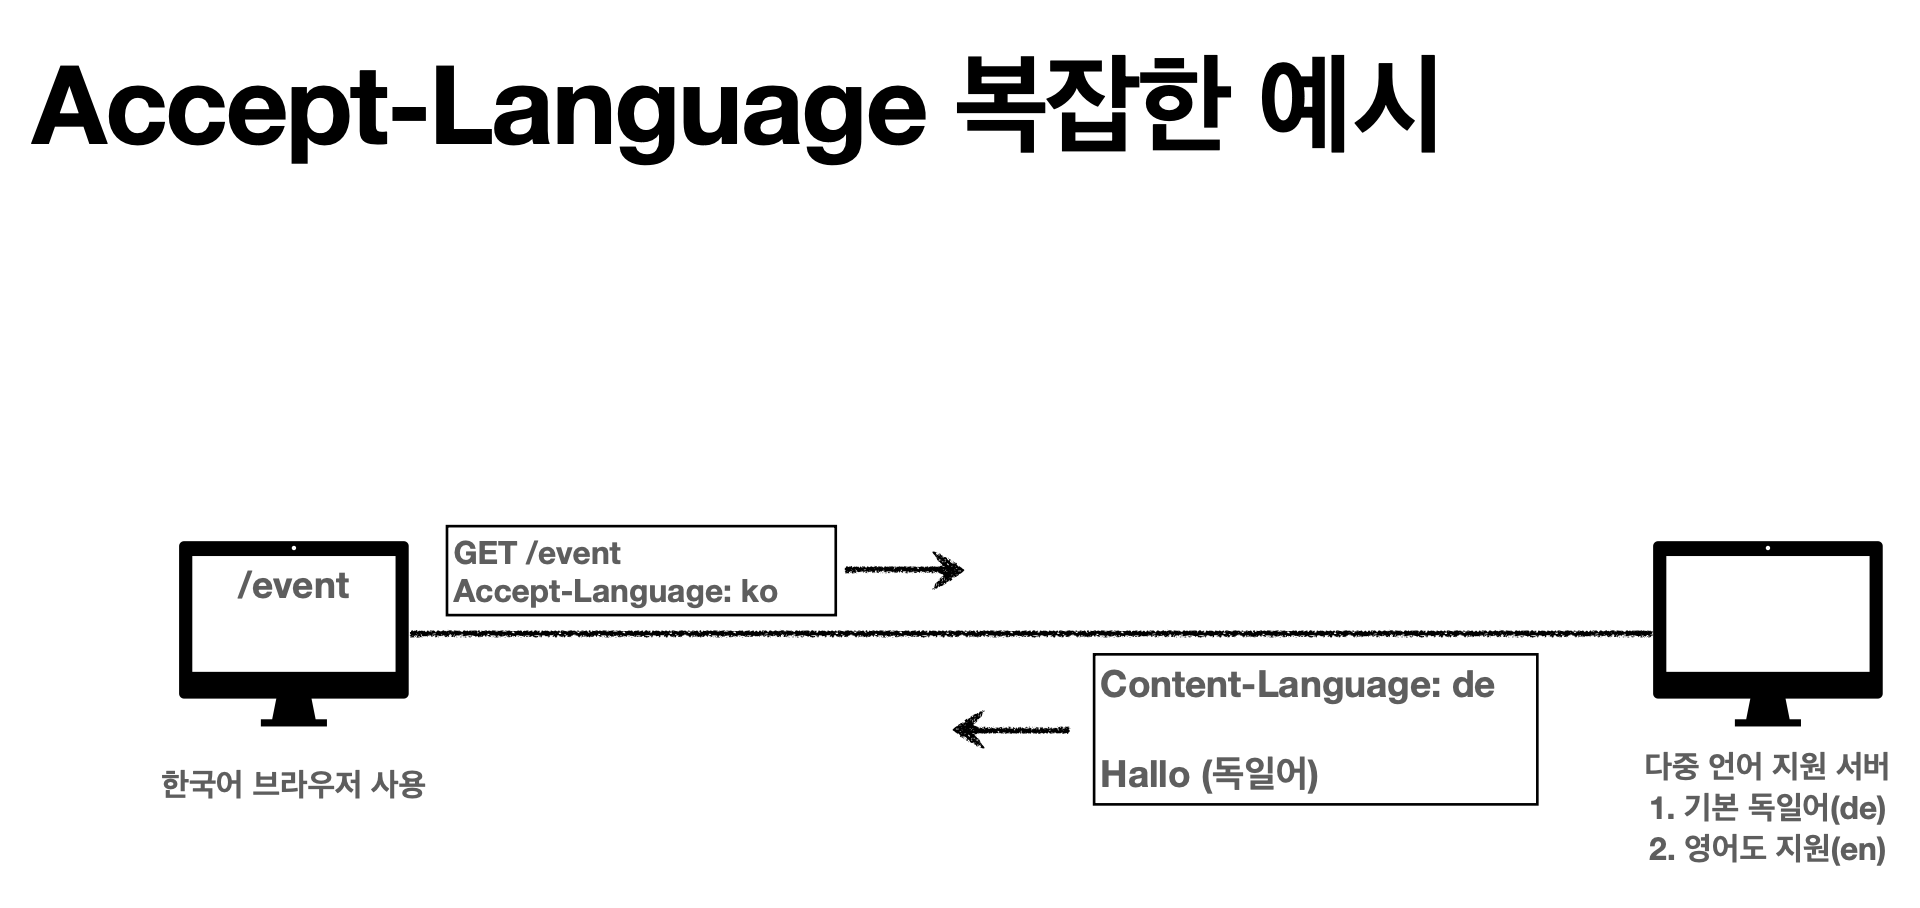 Accept-Language 복잡한 예시
/event
GET /event
Accept-Language: ko
Content-Language: de
Hallo (독일어)
한국어 브라우저 사용
다중 언어 지원 서버
1. 기본 독일어(de)
2. 영어도 지원(en)